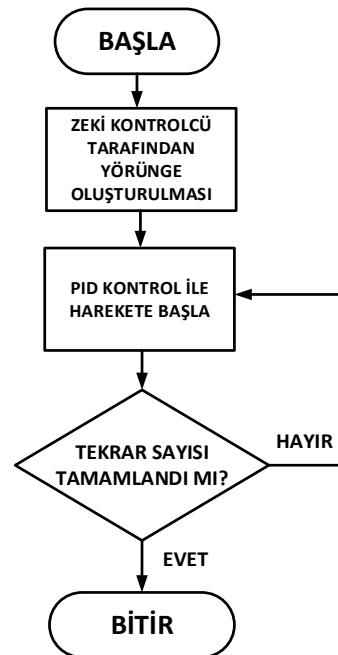 BAŞLA
ZEKİ KONTROLCÜ
TARAFINDAN
YÖRÜNGE
OLUŞTURULMASI
PID KONTROL İLE
HAREKETE BAŞLA
TEKRAR SAYISI
TAMAMLANDI MI?
HAYIR
EVET
BİTİR